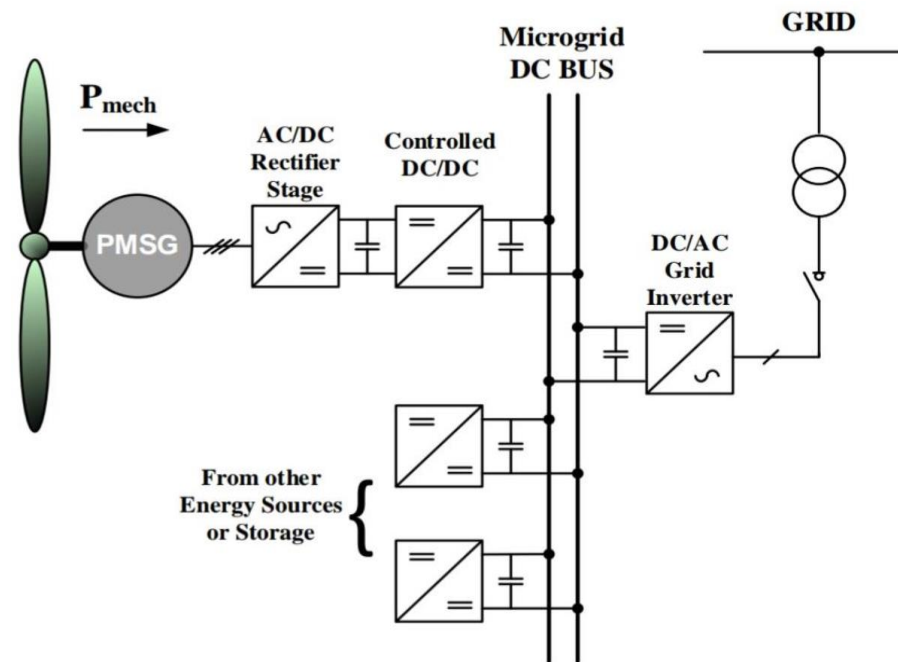 GRID
Microgrid
DC BUS
P_mech
AC/DC
Rectifier
Stage
Controlled
DC/DC
PMSG
DC/AC
Grid
Inverter
From other
Energy Sources
or Storage